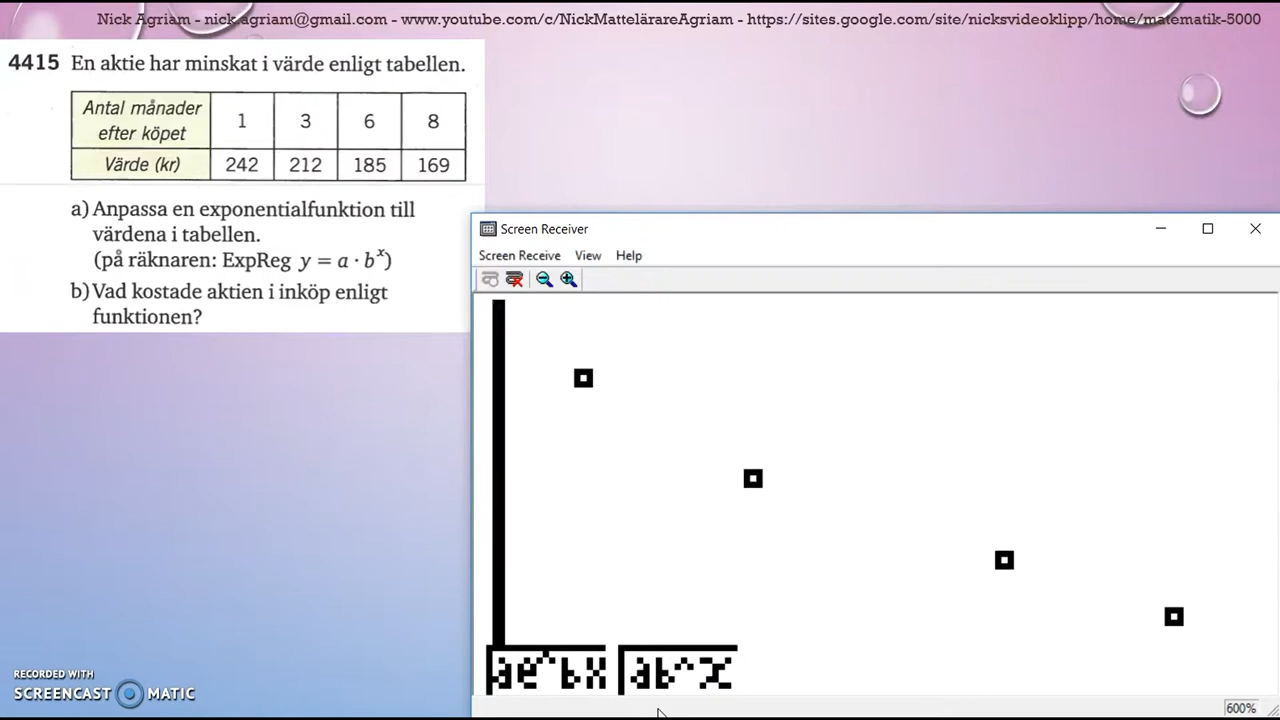 Nick Agriam - nick.agriam@gmail.com - www.youtube.com/c/NickMattelärareAgriam - https://sites.google.com/site/nicksvideoklipp/home/matematik-5000
4415 En aktie har minskat i värde enligt tabellen.
Antal månader efter köpet 1 3 6 8
Värde (kr) 242 212 185 169
a) Anpassa en exponentialfunktion till
värdena i tabellen.
(på räknaren: ExpReg y = a · b^x)
b) Vad kostade aktien i inköp enligt
funktionen?
Screen Receiver
Screen Receive View Help
ae^bx ab^x
RECORDED WITH
SCREENCAST MATIC
600%